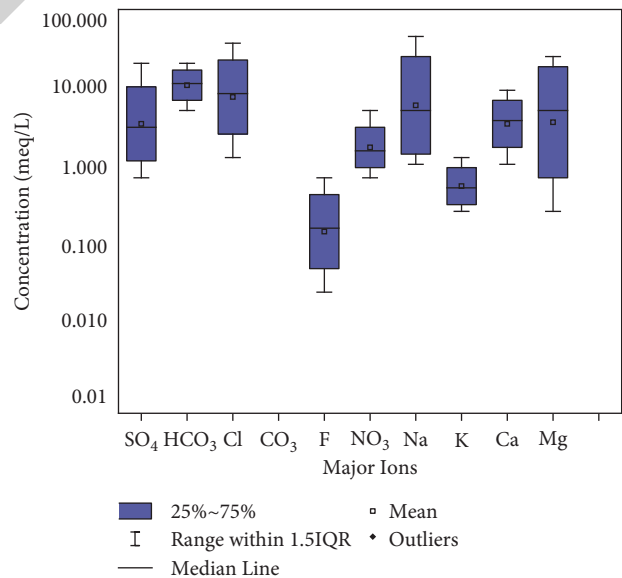 100.000
10.000
1.000
0.100
0.010
0.01
Concentration (meq/L)
SO₄ HCO₃ Cl CO₃ F NO₃ Na K Ca Mg
Major Ions
25%~75%
Mean
Range within 1.5IQR
Outliers
Median Line